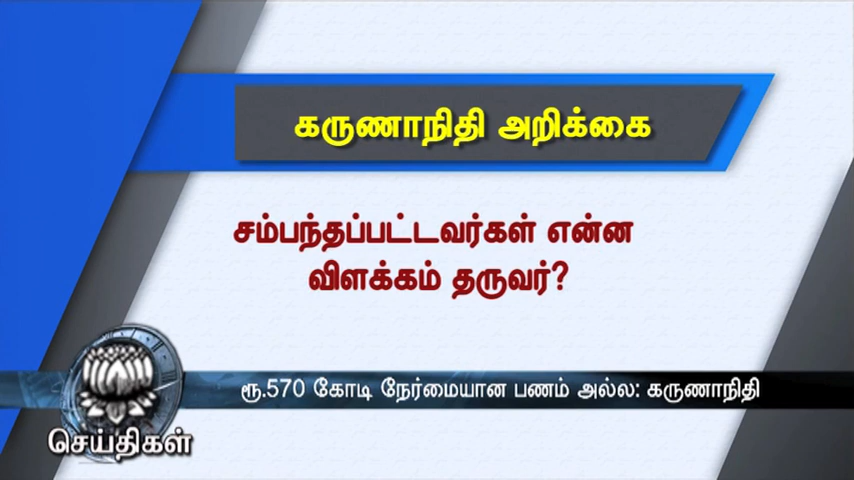 கருணாநிதி அறிக்கை
சம்பந்தப்பட்டவர்கள் என்ன
விளக்கம் தருவர்?
ரூ.570 கோடி நேர்மையான பணம் அல்ல: கருணாநிதி
செய்திகள்